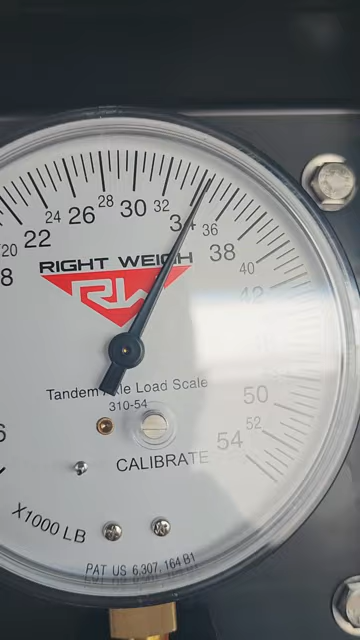 20 22 24 26 28 30 32 34 36 38 40 42
8
RIGHT WEIGH
RW
Tandem Axle Load Scale
310-54
50
52
54
6
CALIBRATE
X1000 LB
PAT US 6,307,164 B1